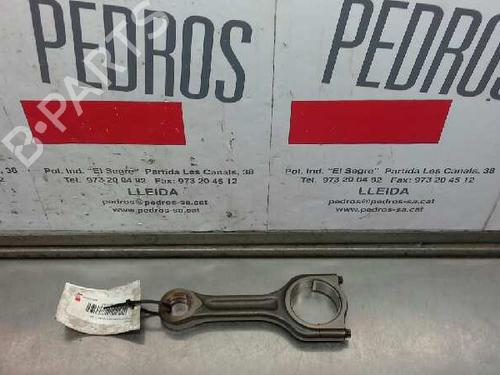 PEDROS
PEDROS
B-PARTS
Pol. Ind. "El Segre" Partida Les Canals, 38
Tel. 973 20 04 92 Fax: 973 20 45 12
LLEIDA
pedros@pedros-sa.cat
www.pedros-sa.cat
Pol. Ind. "El Segre" Partida Les Canals, 38
Tel. 973 20 04 92 Fax: 973 20 45 12
LLEIDA
pedros@pedros-sa.cat
www.pedros-sa.cat